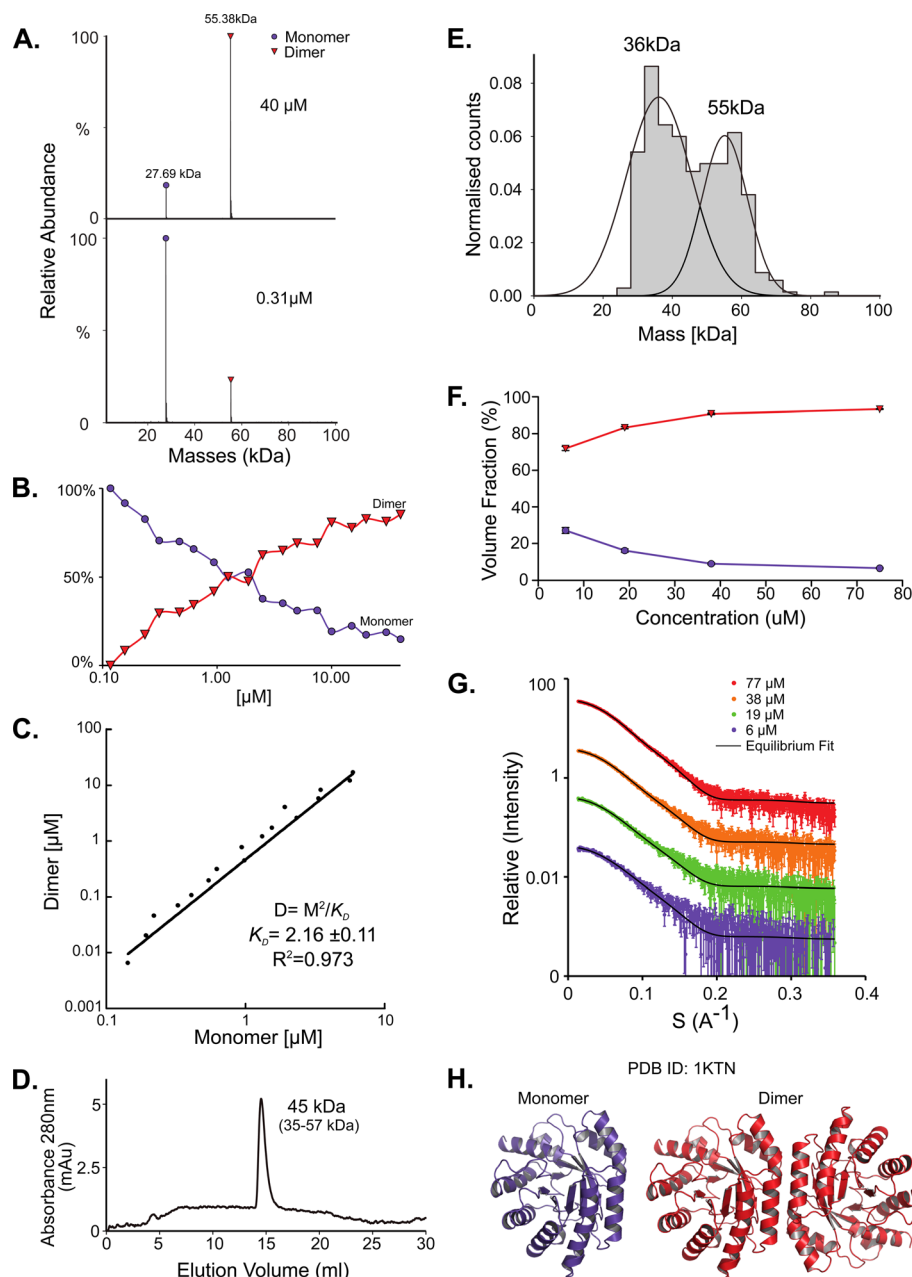 A.
55.38kDa
100
Monomer
Dimer
40 µM
%
27.69 kDa
0
100
0.31µM
%
0
Relative Abundance
20 40 60 80 100
Masses (kDa)
B.
100%
Dimer
50%
Monomer
0%
0.10 1.00 10.00
[µM]
C.
100
10
1
0.1
0.01
0.001
Dimer [µM]
D= M²/K_D
K_D= 2.16 ±0.11
R²=0.973
0.1 1 10
Monomer [µM]
D.
45 kDa
(35-57 kDa)
5
2.5
0
Absorbance 280nm
(mAu)
0 5 10 15 20 25 30
Elution Volume (ml)
E.
36kDa
55kDa
0.08
0.06
0.04
0.02
0.00
Normalised counts
0 20 40 60 80 100
Mass [kDa]
F.
100
80
60
40
20
0
Volume Fraction (%)
0 10 20 30 40 50 60 70 80
Concentration (uM)
G.
77 µM
38 µM
19 µM
6 µM
Equilibrium Fit
100
1
0.01
0
Relative (Intensity)
0 0.1 0.2 0.3 0.4
S (A⁻¹)
H.
PDB ID: 1KTN
Monomer Dimer